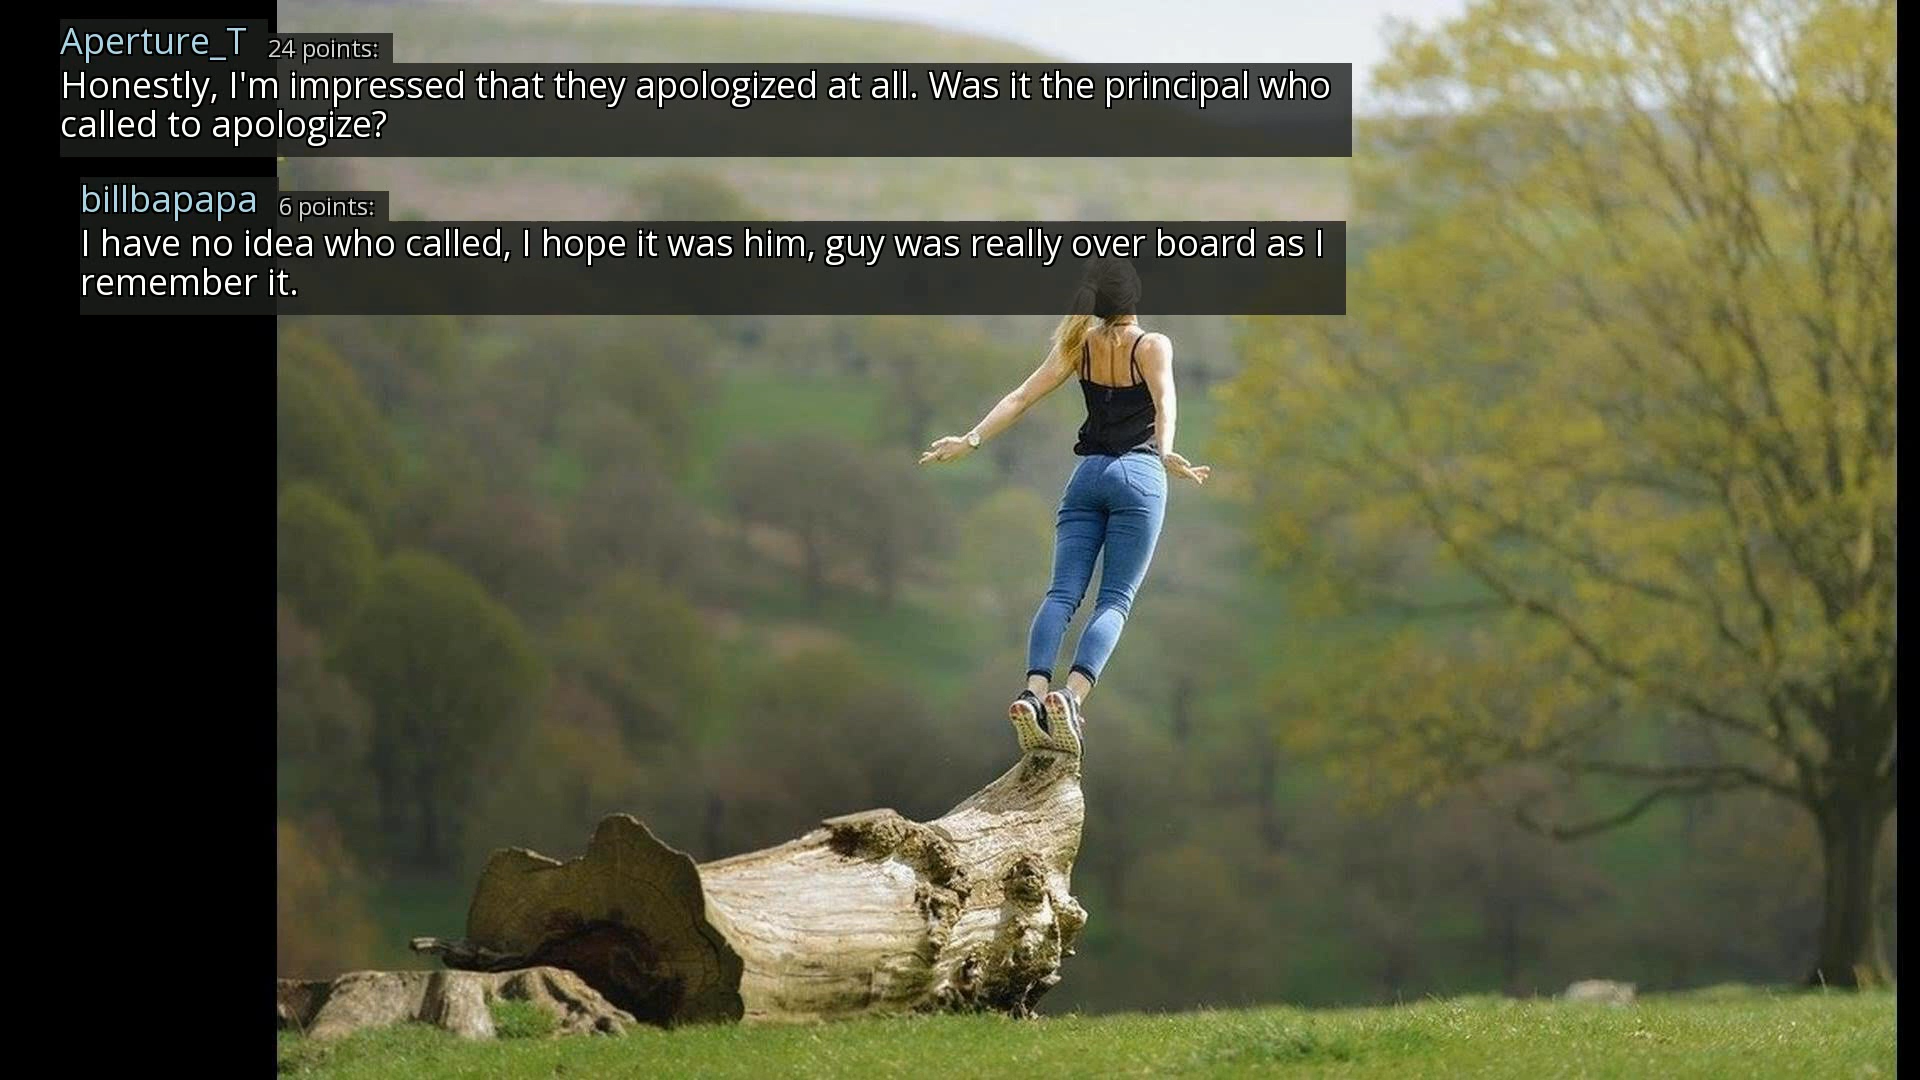 Aperture_T 24 points:
Honestly, I'm impressed that they apologized at all. Was it the principal who
called to apologize?
billbapapa 6 points:
I have no idea who called, I hope it was him, guy was really over board as I
remember it.